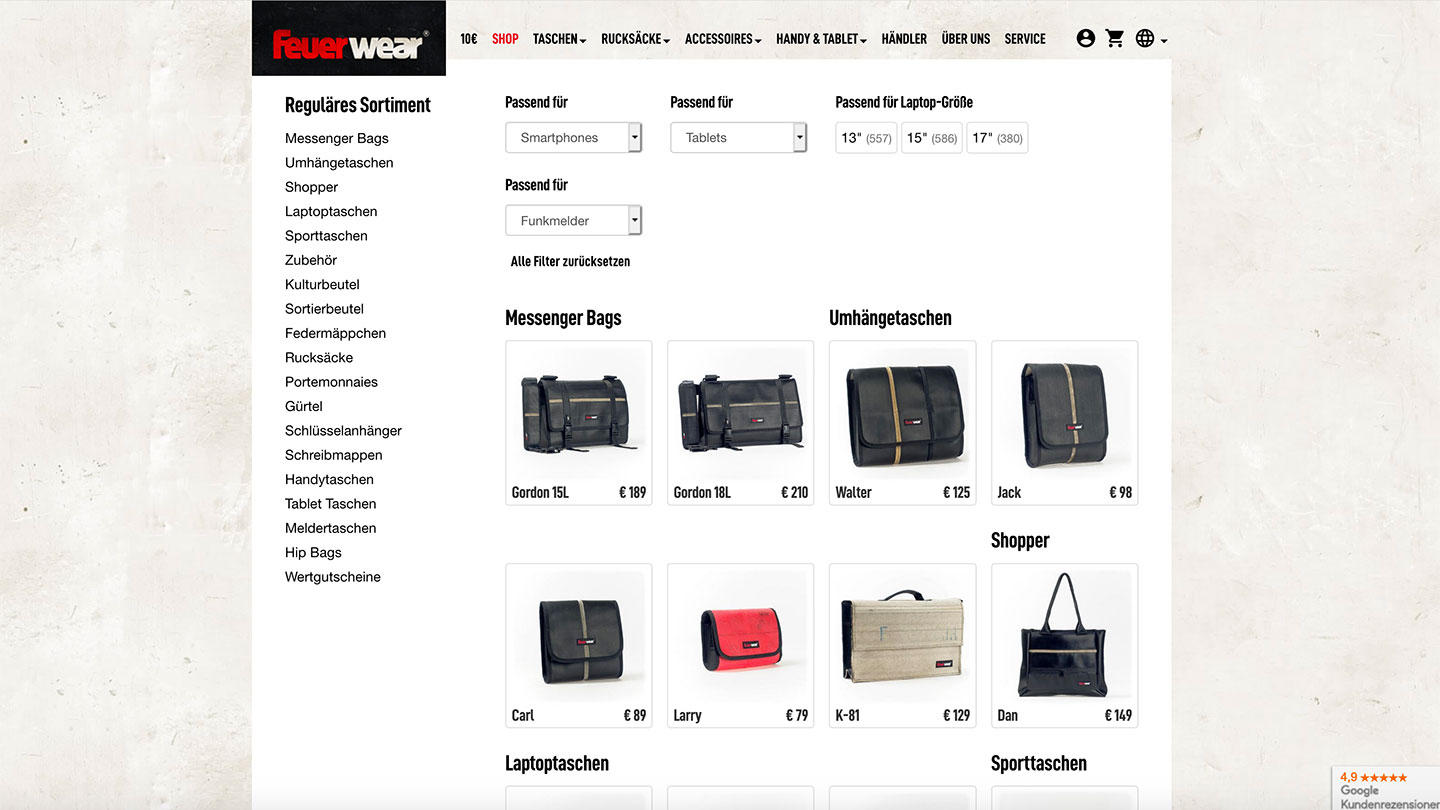 feuerwear®
10€ SHOP TASCHEN RUCKSÄCKE ACCESSOIRES HANDY & TABLET HÄNDLER ÜBER UNS SERVICE
Reguläres Sortiment
Messenger Bags
Umhängetaschen
Shopper
Laptoptaschen
Sporttaschen
Zubehör
Kulturbeutel
Sortierbeutel
Federmäppchen
Rucksäcke
Portemonnaies
Gürtel
Schlüsselanhänger
Schreibmappen
Handytaschen
Tablet Taschen
Meldertaschen
Hip Bags
Wertgutscheine
Passend für Passend für Passend für Laptop-Größe
Smartphones Tablets 13" (557) 15" (586) 17" (380)
Passend für
Funkmelder
Alle Filter zurücksetzen
Messenger Bags Umhängetaschen
Gordon 15L € 189 Gordon 18L € 210 Walter € 125 Jack € 98
Shopper
Carl € 89 Larry € 79 K-81 € 129 Dan € 149
Laptoptaschen Sporttaschen
4,9 ★★★★★
Google
Kundenrezensionen